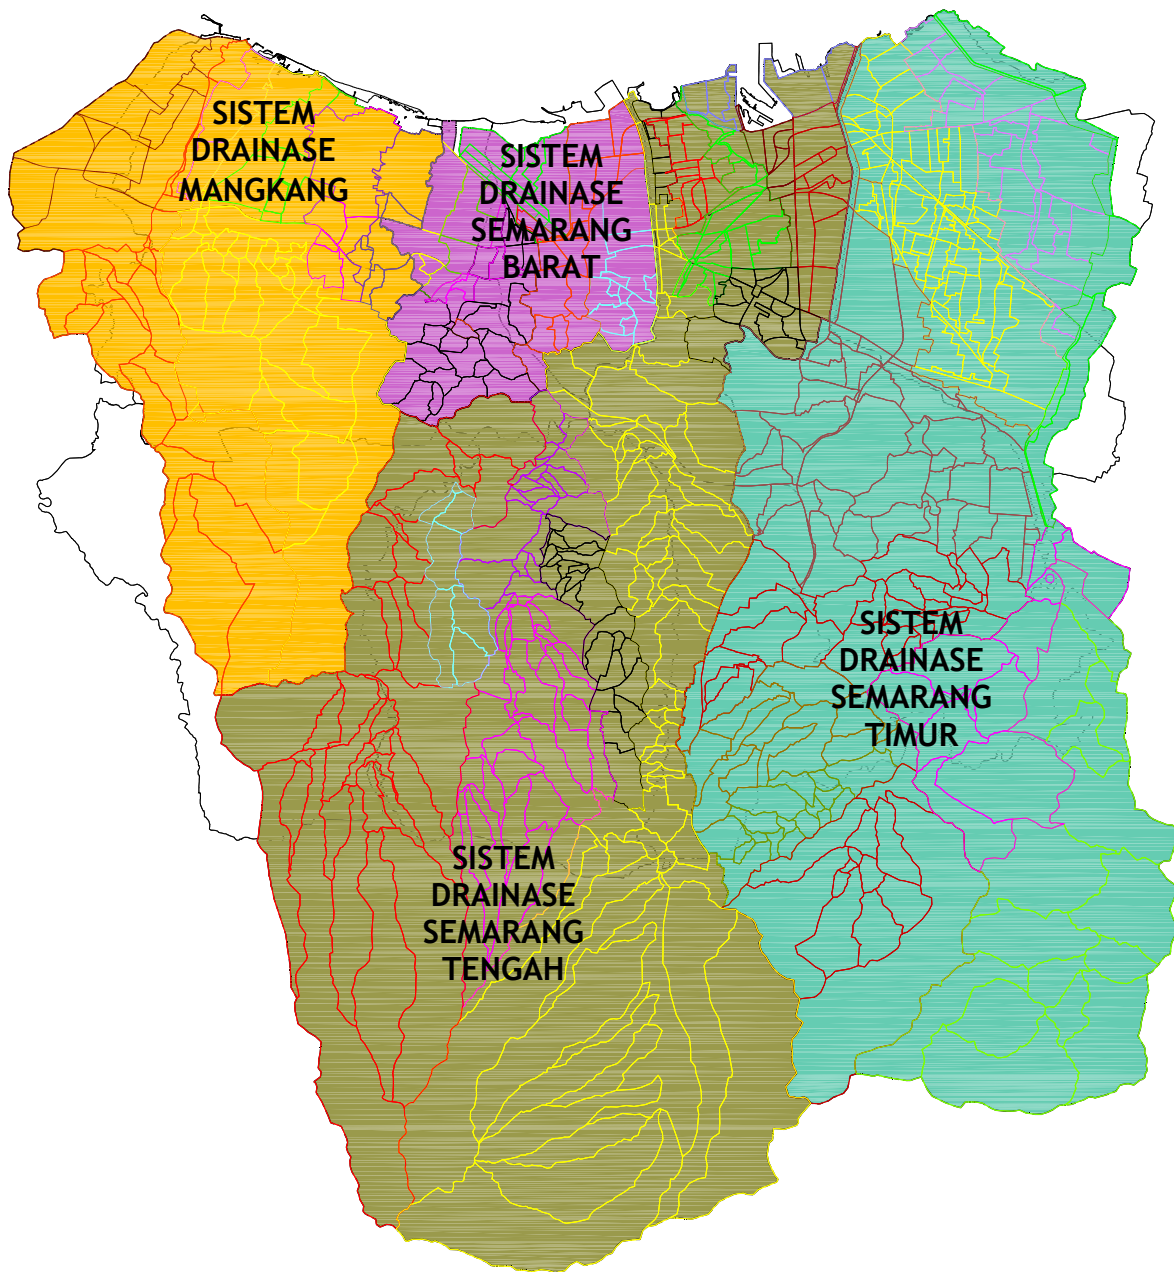 SISTEM
DRAINASE
MANGKANG
SISTEM
DRAINASE
SEMARANG
BARAT
SISTEM
DRAINASE
SEMARANG
TIMUR
SISTEM
DRAINASE
SEMARANG
TENGAH